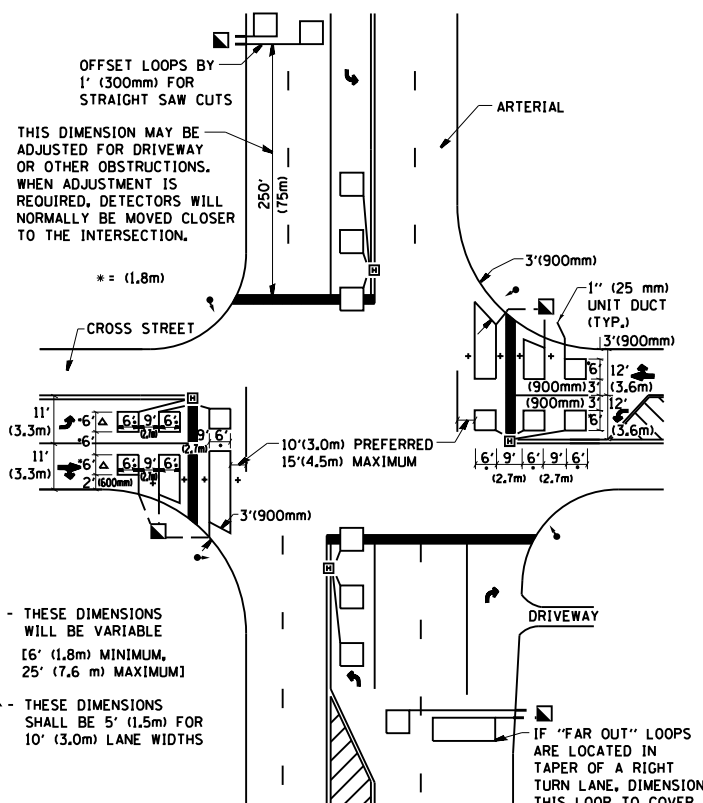 OFFSET LOOPS BY
1' (300mm) FOR
STRAIGHT SAW CUTS
ARTERIAL
THIS DIMENSION MAY BE
ADJUSTED FOR DRIVEWAY
OR OTHER OBSTRUCTIONS.
WHEN ADJUSTMENT IS
REQUIRED, DETECTORS WILL
NORMALLY BE MOVED CLOSER
TO THE INTERSECTION.
250'
(75m)
* = (1.8m)
H
3'(900mm)
1" (25 mm)
UNIT DUCT
(TYP.)
CROSS STREET
3'(900mm)
*6'
12'
(3.6m)
(900mm) 3'
(900mm) 3'
12'
*6'
(3.6m)
H
11'
(3.3m)
*6'
6' 9' 6'
(2.7m)
9' 6'
(2.7m)
*6'
11'
(3.3m)
*6'
6' 9' 6'
(2.7m)
2' (600mm)
10'(3.0m) PREFERRED
15'(4.5m) MAXIMUM
H
6' 9' 6' 9' 6'
(2.7m) (2.7m)
3'(900mm)
H
- THESE DIMENSIONS
WILL BE VARIABLE
[6' (1.8m) MINIMUM,
25' (7.6 m) MAXIMUM]
DRIVEWAY
- THESE DIMENSIONS
SHALL BE 5' (1.5m) FOR
10' (3.0m) LANE WIDTHS
IF "FAR OUT" LOOPS
ARE LOCATED IN
TAPER OF A RIGHT
TURN LANE, DIMENSION
THIS LOOP TO COVER